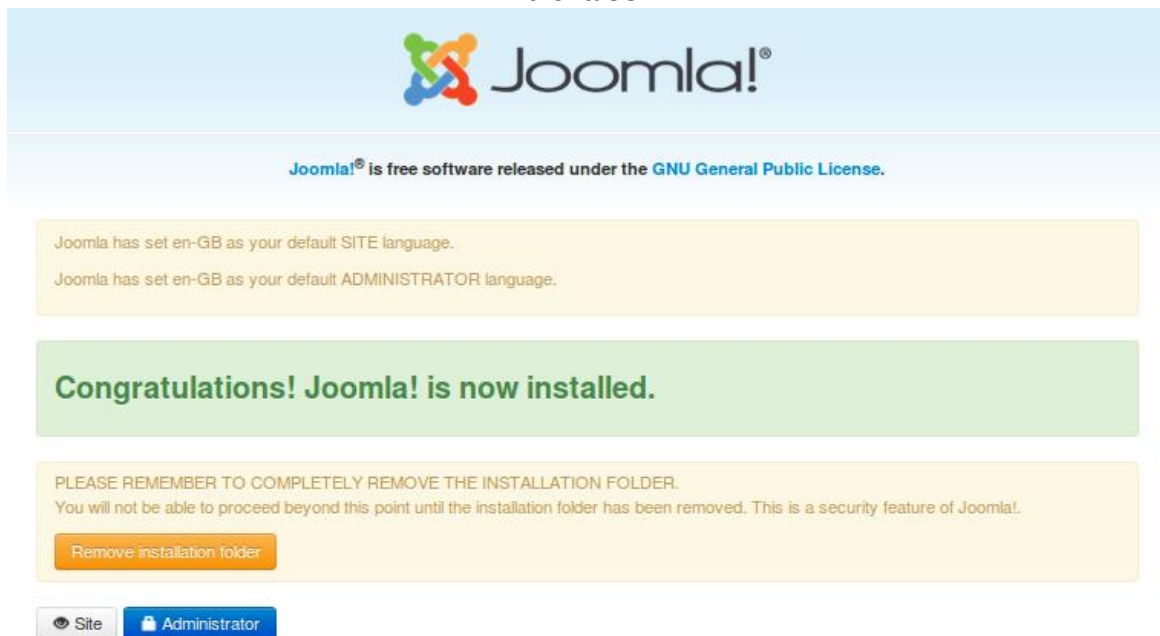 Joomla!®
Joomla!® is free software released under the GNU General Public License.
Joomla has set en-GB as your default SITE language.
Joomla has set en-GB as your default ADMINISTRATOR language.
Congratulations! Joomla! is now installed.
PLEASE REMEMBER TO COMPLETELY REMOVE THE INSTALLATION FOLDER.
You will not be able to proceed beyond this point until the installation folder has been removed. This is a security feature of Joomla!.
Remove installation folder
Site Administrator